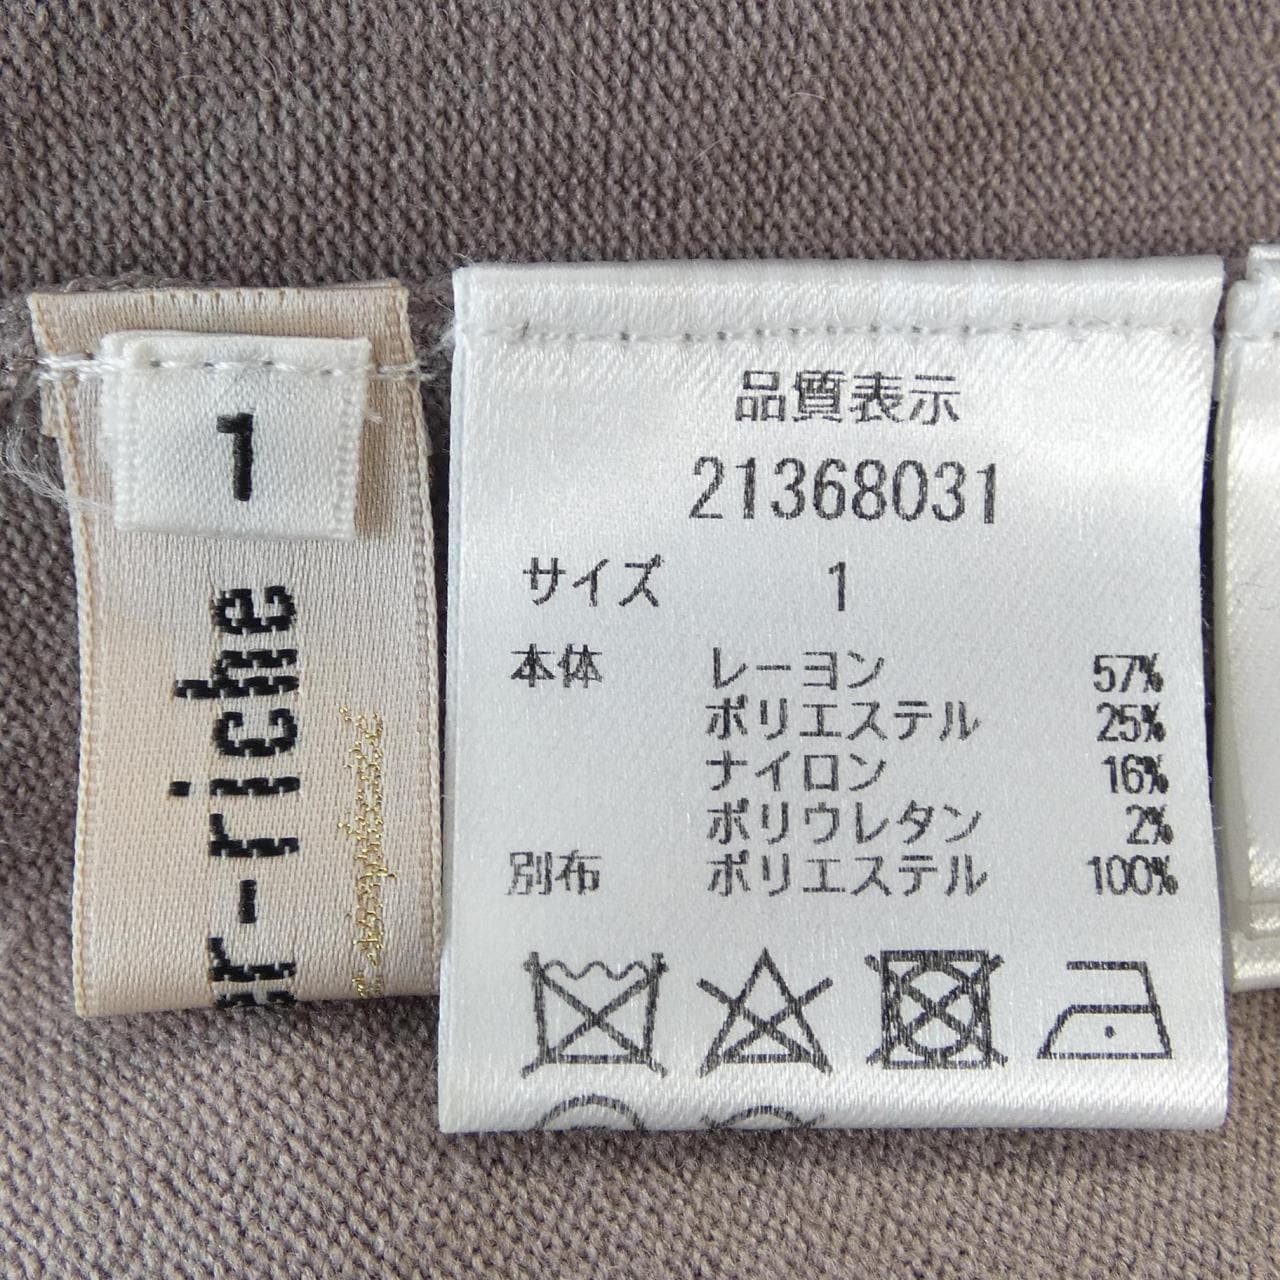 1
er-riche
品質表示
21368031
サイズ 1
本体 レーヨン 57%
ポリエステル 25%
ナイロン 16%
ポリウレタン 2%
別布 ポリエステル 100%